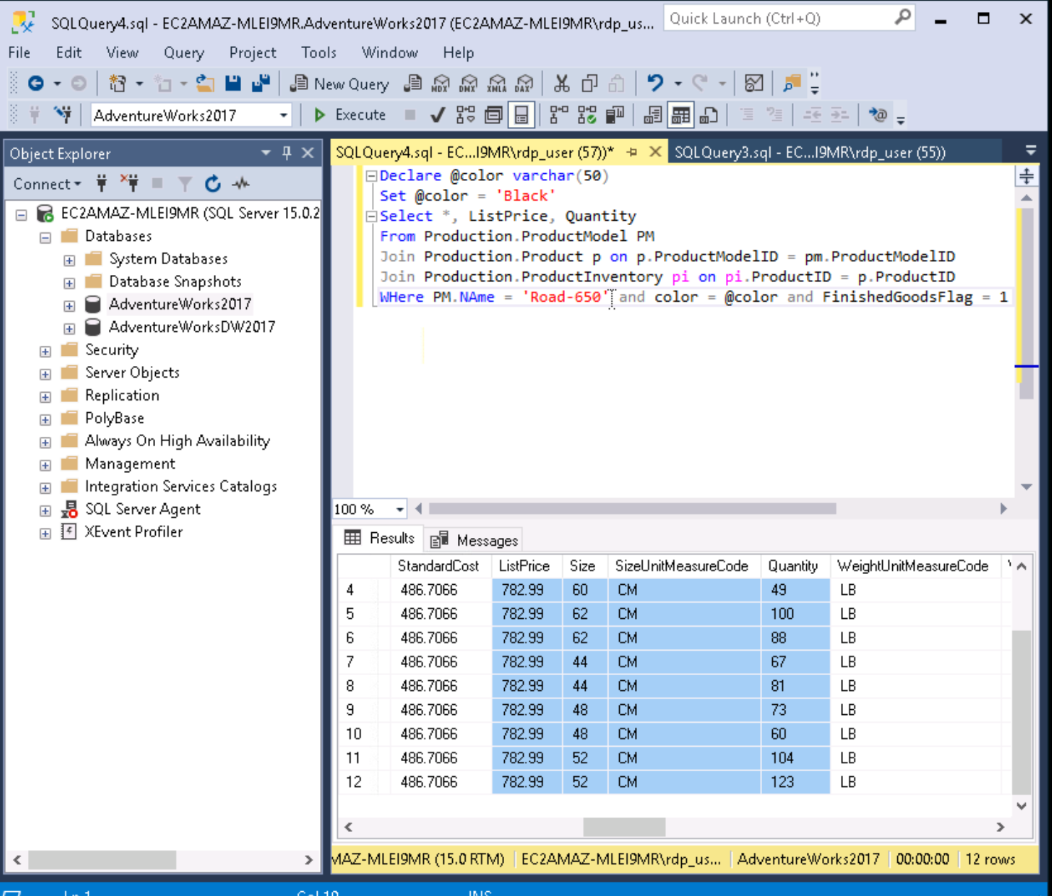 SQLQuery4.sql - EC2AMAZ-MLEI9MR.AdventureWorks2017 (EC2AMAZ-MLEI9MR\rdp_us...
Quick Launch (Ctrl+Q)
File Edit View Query Project Tools Window Help
New Query MDX DMX XMLA DAX
AdventureWorks2017 Execute
Object Explorer
SQLQuery4.sql - EC...I9MR\rdp_user (57))* SQLQuery3.sql - EC...I9MR\rdp_user (55))
Connect
EC2AMAZ-MLEI9MR (SQL Server 15.0.2
Databases
System Databases
Database Snapshots
AdventureWorks2017
AdventureWorksDW2017
Security
Server Objects
Replication
PolyBase
Always On High Availability
Management
Integration Services Catalogs
SQL Server Agent
XEvent Profiler
Declare @color varchar(50)
Set @color = 'Black'
Select *, ListPrice, Quantity
From Production.ProductModel PM
Join Production.Product p on p.ProductModelID = pm.ProductModelID
Join Production.ProductInventory pi on pi.ProductID = p.ProductID
WHere PM.NAme = 'Road-650' and color = @color and FinishedGoodsFlag = 1
100 %
Results Messages
StandardCost ListPrice Size SizeUnitMeasureCode Quantity WeightUnitMeasureCode
4 486.7066 782.99 60 CM 49 LB
5 486.7066 782.99 62 CM 100 LB
6 486.7066 782.99 62 CM 88 LB
7 486.7066 782.99 44 CM 67 LB
8 486.7066 782.99 44 CM 81 LB
9 486.7066 782.99 48 CM 73 LB
10 486.7066 782.99 48 CM 60 LB
11 486.7066 782.99 52 CM 104 LB
12 486.7066 782.99 52 CM 123 LB
MAZ-MLEI9MR (15.0 RTM) EC2AMAZ-MLEI9MR\rdp_us... AdventureWorks2017 00:00:00 12 rows